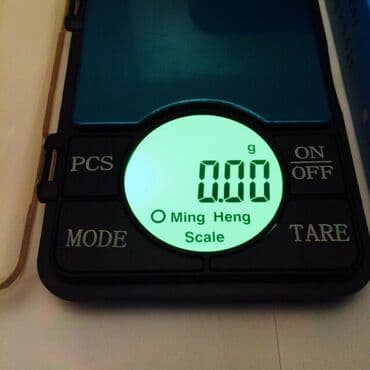 PCS
g
0.00
ON
OFF
Ming Heng
Scale
MODE
TARE